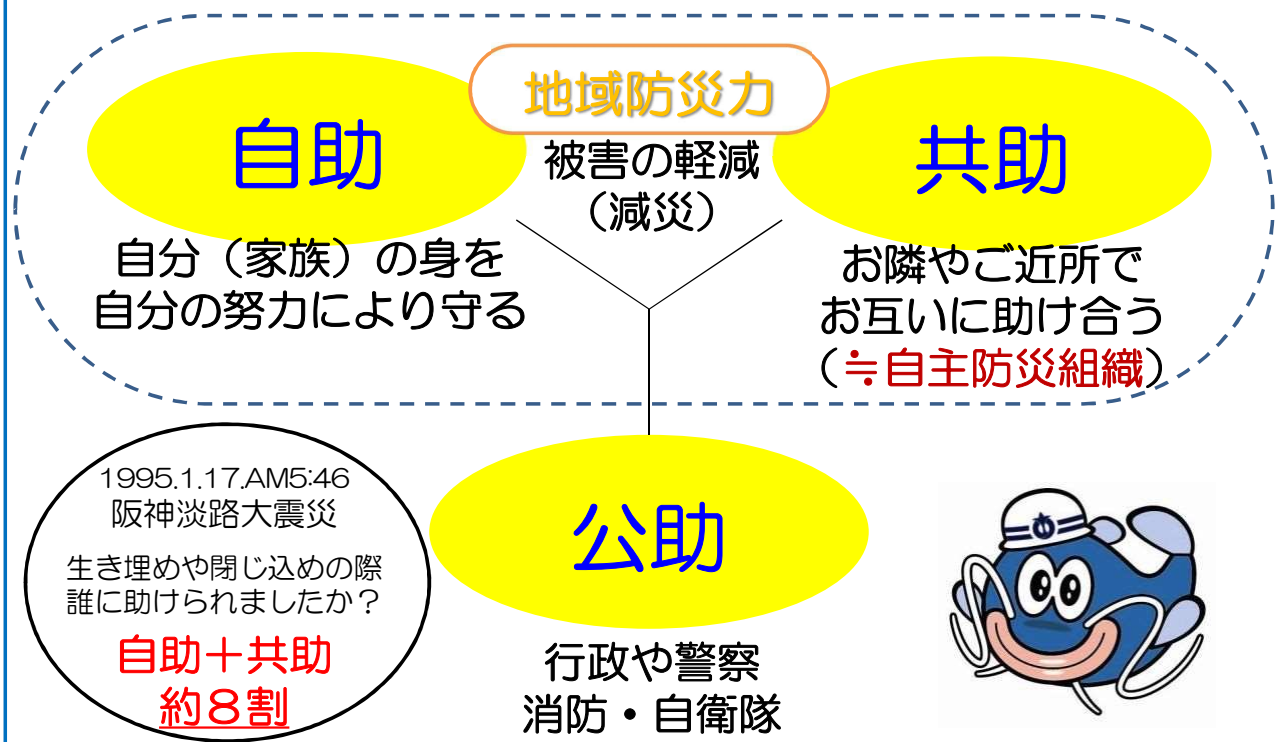 地域防災力
自助
被害の軽減
（減災）
共助
自分（家族）の身を
自分の努力により守る
お隣やご近所で
お互いに助け合う
（≒自主防災組織）
1995.1.17.AM5:46
阪神淡路大震災
生き埋めや閉じ込めの際
誰に助けられましたか？
自助＋共助
約８割
公助
行政や警察
消防・自衛隊